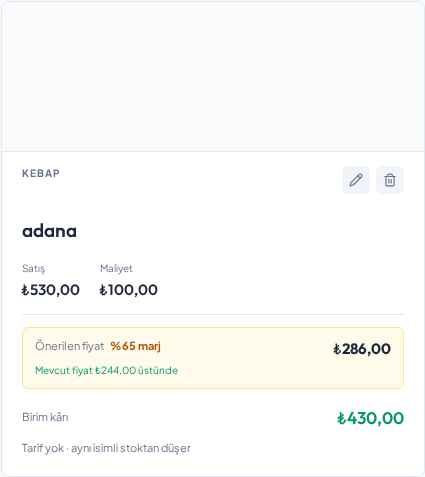 KEBAP
adana
Satış Maliyet
₺530,00 ₺100,00
Önerilen fiyat %65 marj ₺286,00
Mevcut fiyat ₺244,00 üstünde
Birim kârı ₺430,00
Tarif yok · aynı isimli stoktan düşer